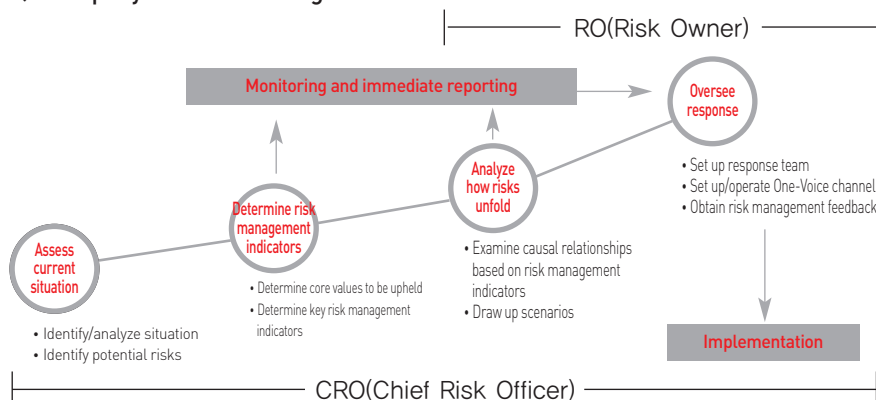 RO(Risk Owner)
Monitoring and immediate reporting
Oversee
response
• Set up response team
• Set up/operate One-Voice channel
• Obtain risk management feedback
Analyze
how risks
unfold
• Examine causal relationships
based on risk management
indicators
• Draw up scenarios
Determine risk
management
indicators
• Determine core values to be upheld
• Determine key risk management
indicators
Assess
current
situation
• Identify/analyze situation
• Identify potential risks
Implementation
CRO(Chief Risk Officer)